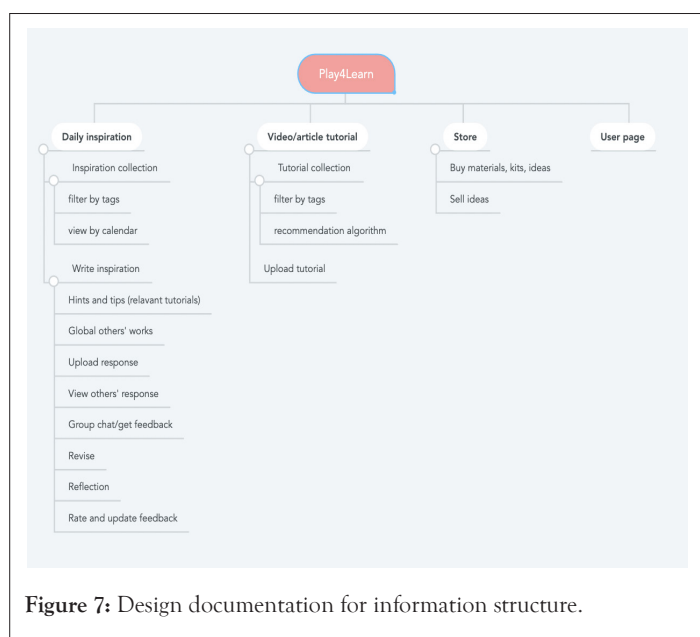 Play4Learn
Daily inspiration
Inspiration collection
filter by tags
view by calendar
Write inspiration
Hints and tips (relavant tutorials)
Global others' works
Upload response
View others' response
Group chat/get feedback
Revise
Reflection
Rate and update feedback
Video/article tutorial
Tutorial collection
filter by tags
recommendation algorithm
Upload tutorial
Store
Buy materials, kits, ideas
Sell ideas
User page
Figure 7: Design documentation for information structure.